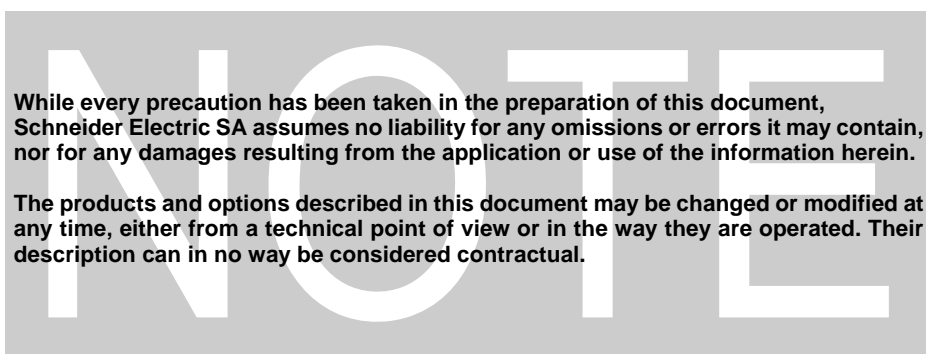 NOTE
While every precaution has been taken in the preparation of this document,
Schneider Electric SA assumes no liability for any omissions or errors it may contain,
nor for any damages resulting from the application or use of the information herein.
The products and options described in this document may be changed or modified at
any time, either from a technical point of view or in the way they are operated. Their
description can in no way be considered contractual.